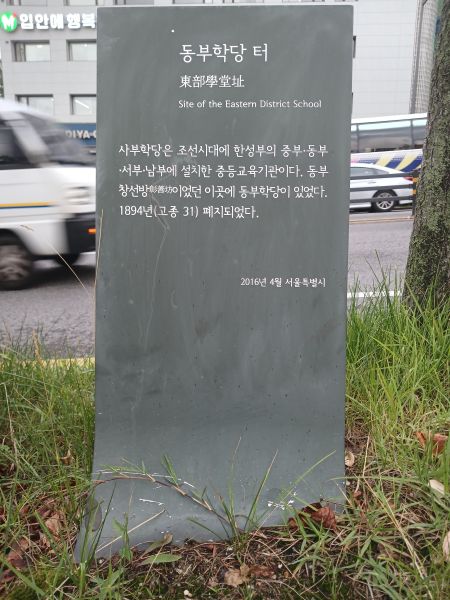 입안에 행복
동부학당 터
東部學堂址
Site of the Eastern District School
사부학당은 조선시대에 한성부의 중부·동부
·서부·남부에 설치한 중등교육기관이다. 동부
창선방彰善坊이었던 이곳에 동부학당이 있었다.
1894년(고종 31) 폐지되었다.
2016년 4월 서울특별시